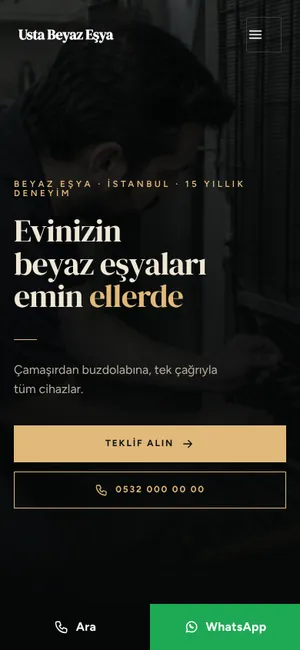 Usta Beyaz Eşya
BEYAZ EŞYA · İSTANBUL · 15 YILLIK
DENEYİM
Evinizin
beyaz eşyaları
emin ellerde
Çamaşırdan buzdolabına, tek çağrıyla
tüm cihazlar.
TEKLİF ALIN →
0532 000 00 00
Ara
WhatsApp